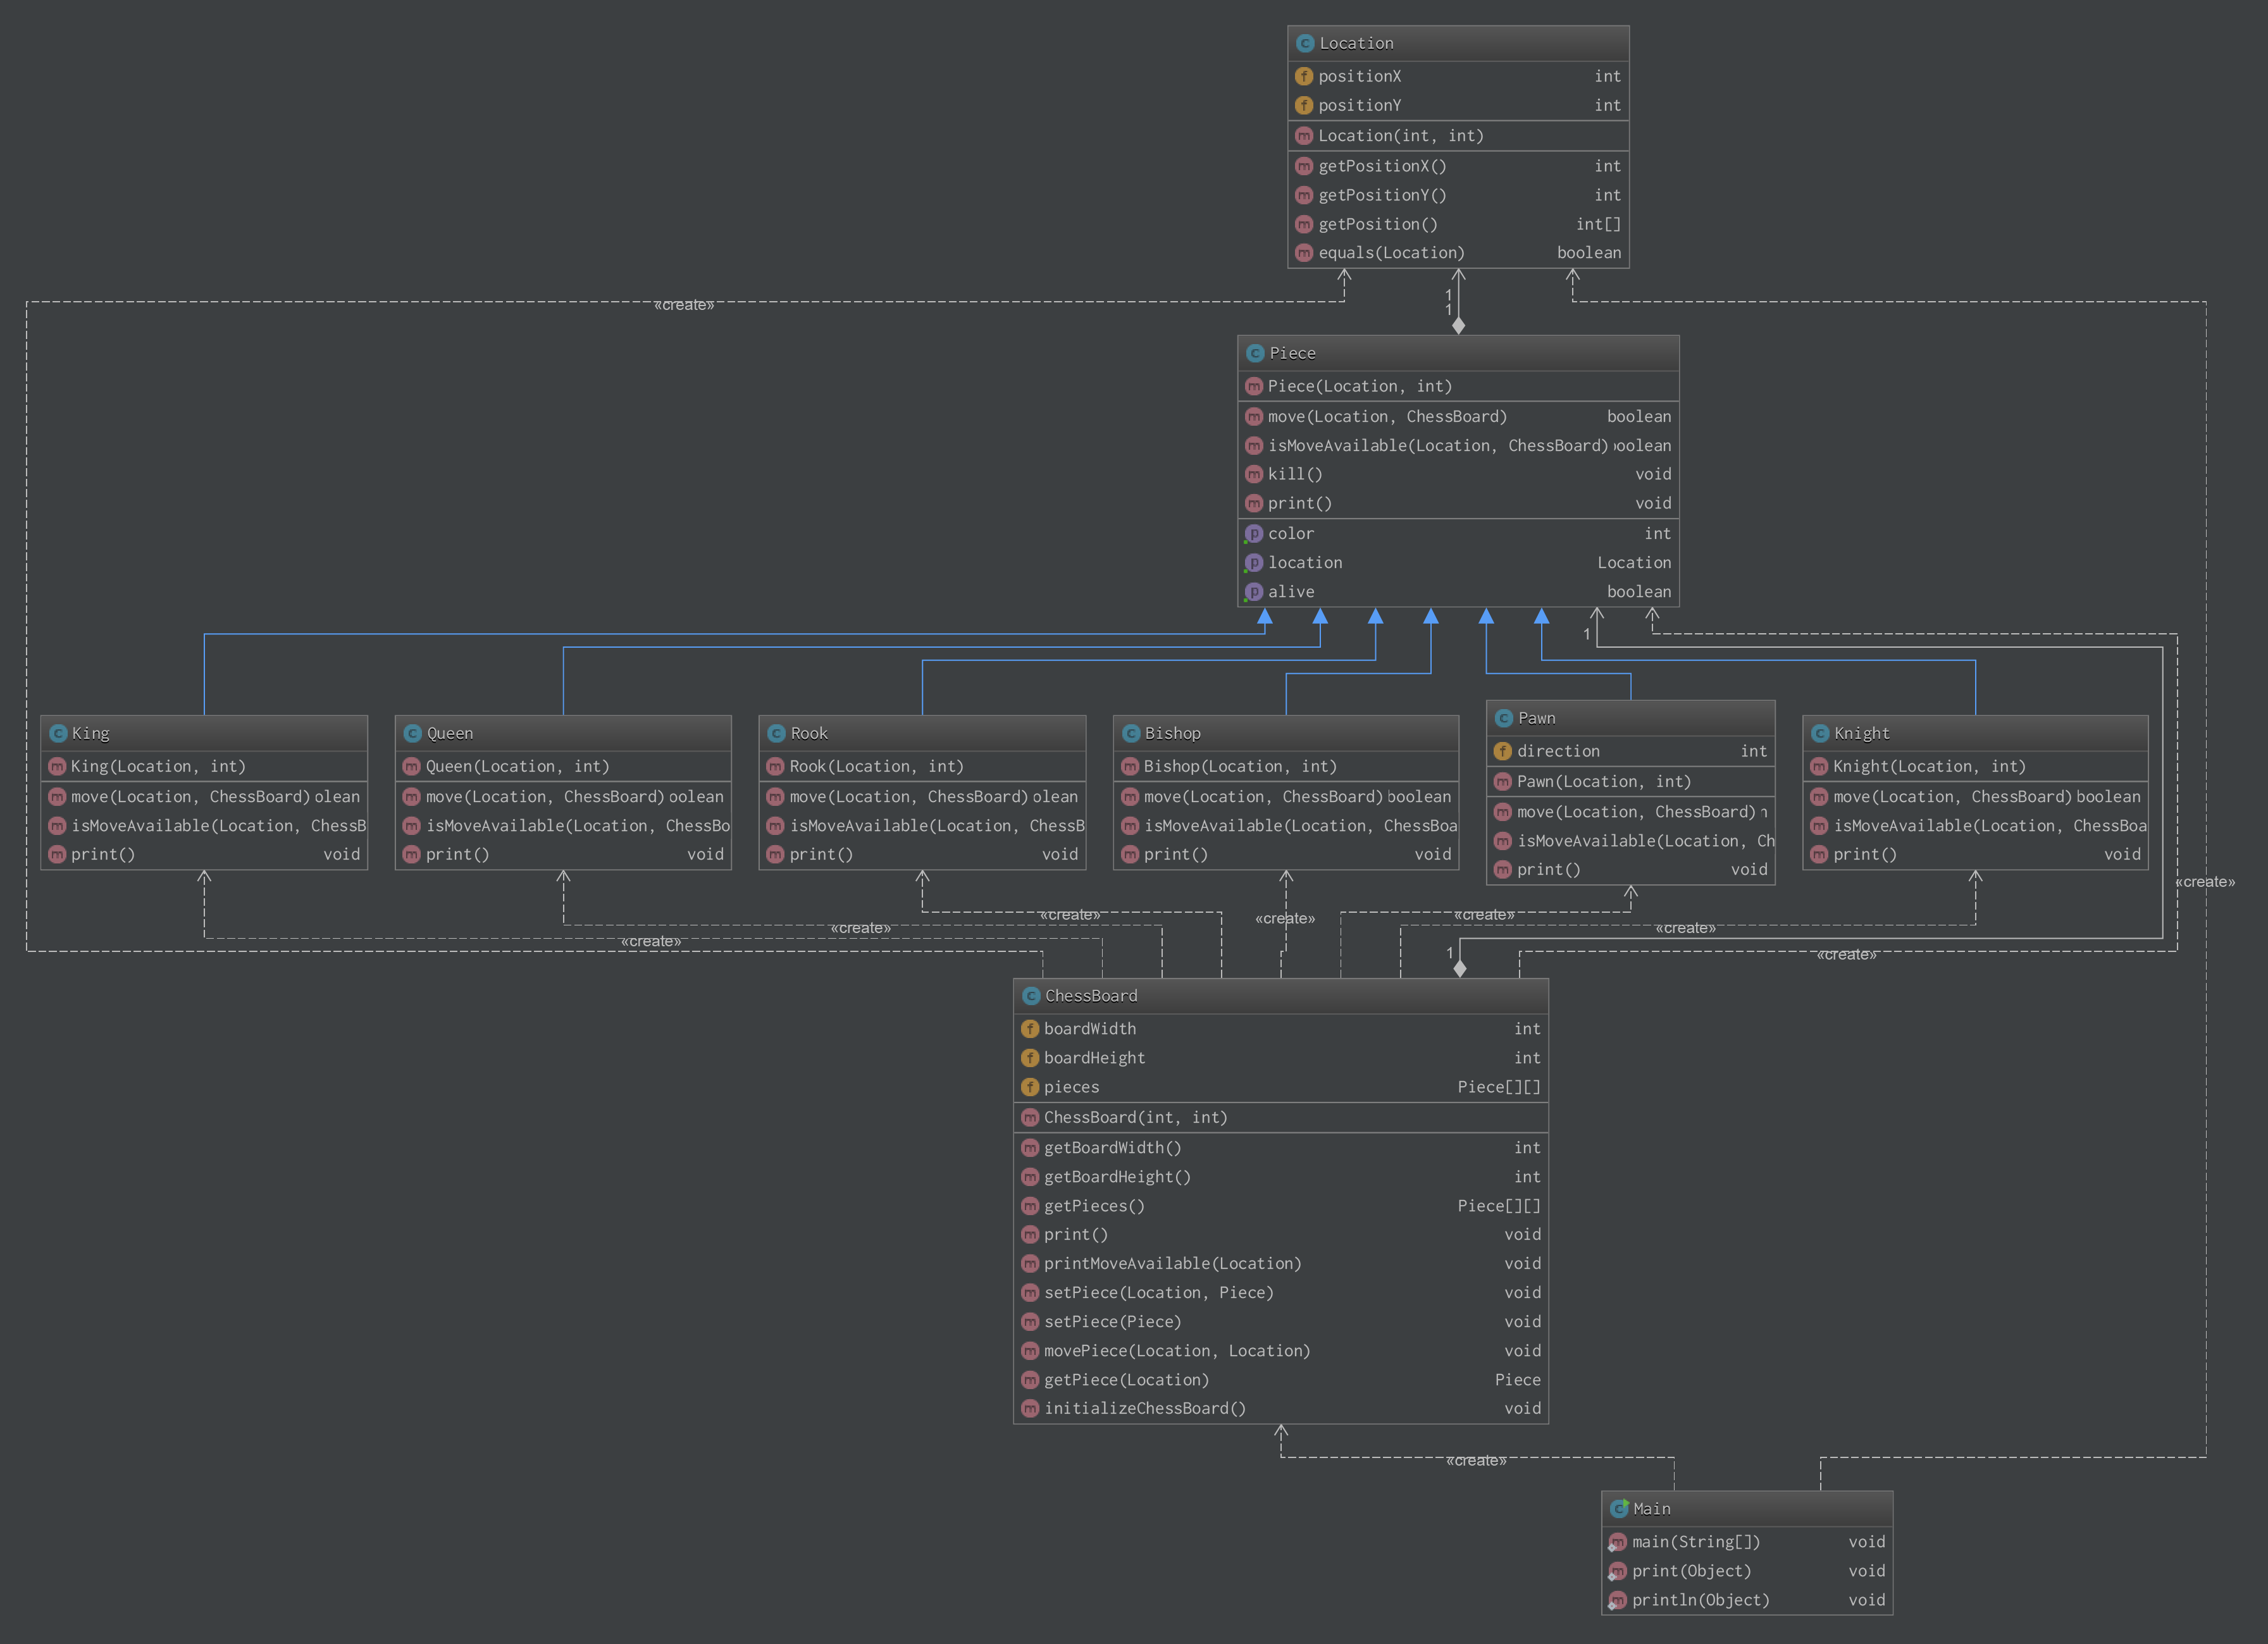 Location
positionX int
positionY int
Location(int, int)
getPositionX() int
getPositionY() int
getPosition() int[]
equals(Location) boolean
«create»
1
1
Piece
Piece(Location, int)
move(Location, ChessBoard) boolean
isMoveAvailable(Location, ChessBoard) oolean
kill() void
print() void
color int
location Location
alive boolean
1
King
King(Location, int)
move(Location, ChessBoard) olean
isMoveAvailable(Location, ChessB
print() void
Queen
Queen(Location, int)
move(Location, ChessBoard) oolean
isMoveAvailable(Location, ChessBo
print() void
Rook
Rook(Location, int)
move(Location, ChessBoard) olean
isMoveAvailable(Location, ChessB
print() void
Bishop
Bishop(Location, int)
move(Location, ChessBoard) boolean
isMoveAvailable(Location, ChessBoa
print() void
Pawn
direction int
Pawn(Location, int)
move(Location, ChessBoard) n
isMoveAvailable(Location, Ch
print() void
Knight
Knight(Location, int)
move(Location, ChessBoard) boolean
isMoveAvailable(Location, ChessBoa
print() void
«create»
«create»
«create»
«create»
«create»
«create»
«create»
1
«create»
ChessBoard
boardWidth int
boardHeight int
pieces Piece[][]
ChessBoard(int, int)
getBoardWidth() int
getBoardHeight() int
getPieces() Piece[][]
print() void
printMoveAvailable(Location) void
setPiece(Location, Piece) void
setPiece(Piece) void
movePiece(Location, Location) void
getPiece(Location) Piece
initializeChessBoard() void
«create»
Main
main(String[]) void
print(Object) void
println(Object) void